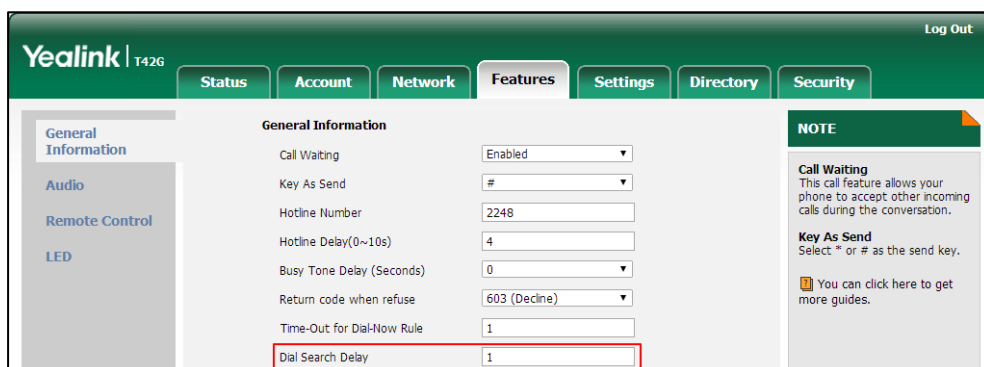 Log Out
Yealink T42G
Status Account Network Features Settings Directory Security
General
Information
Audio
Remote Control
LED
General Information
Call Waiting Enabled
Key As Send #
Hotline Number 2248
Hotline Delay(0~10s) 4
Busy Tone Delay (Seconds) 0
Return code when refuse 603 (Decline)
Time-Out for Dial-Now Rule 1
Dial Search Delay 1
NOTE
Call Waiting
This call feature allows your
phone to accept other incoming
calls during the conversation.
Key As Send
Select * or # as the send key.
You can click here to get
more guides.